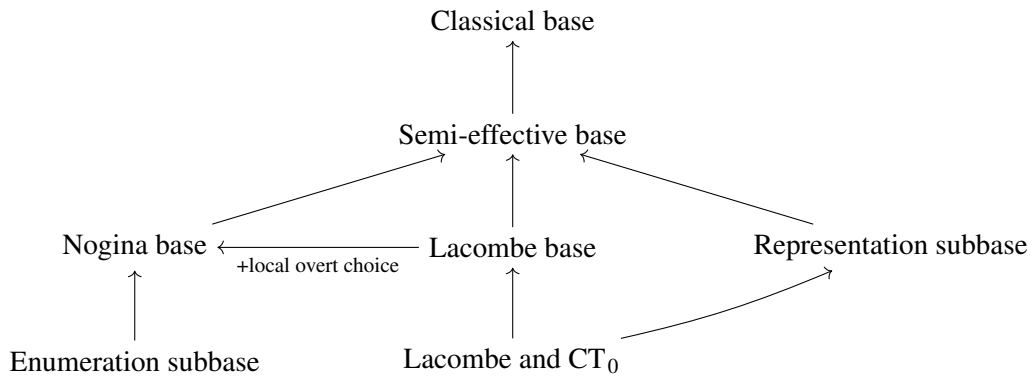 Classical base
Semi-effective base
Nogina base
Lacombe base
Representation subbase
+local overt choice
Enumeration subbase
Lacombe and CT₀